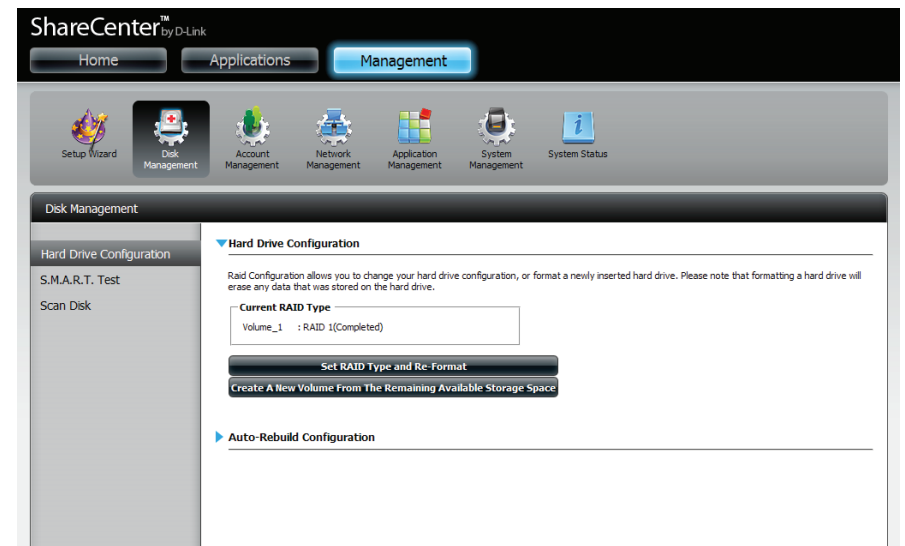 ShareCenter™ by D-Link
Home Applications Management
Setup Wizard
Disk Management
Account Management
Network Management
Application Management
System Management
System Status
Disk Management
Hard Drive Configuration
S.M.A.R.T. Test
Scan Disk
Hard Drive Configuration
Raid Configuration allows you to change your hard drive configuration, or format a newly inserted hard drive. Please note that formatting a hard drive will
erase any data that was stored on the hard drive.
Current RAID Type
Volume_1 : RAID 1(Completed)
Set RAID Type and Re-Format
Create A New Volume From The Remaining Available Storage Space
Auto-Rebuild Configuration